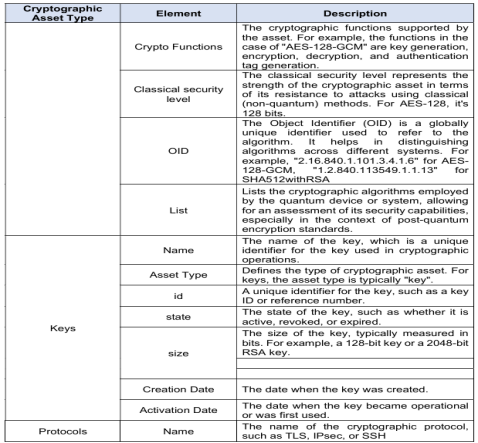 Cryptographic
Asset Type
Element
Description
Crypto Functions
The cryptographic functions supported by
the asset. For example, the functions in the
case of "AES-128-GCM" are key generation,
encryption, decryption, and authentication
tag generation.
Classical security
level
The classical security level represents the
strength of the cryptographic asset in terms
of its resistance to attacks using classical
(non-quantum) methods. For AES-128, it's
128 bits.
OID
The Object Identifier (OID) is a globally
unique identifier used to refer to the
algorithm. It helps in distinguishing
algorithms across different systems. For
example, "2.16.840.1.101.3.4.1.6" for AES-
128-GCM, "1.2.840.113549.1.1.13" for
SHA512withRSA
List
Lists the cryptographic algorithms employed
by the quantum device or system, allowing
for an assessment of its security capabilities,
especially in the context of post-quantum
encryption standards.
Keys
Name
The name of the key, which is a unique
identifier for the key used in cryptographic
operations.
Asset Type
Defines the type of cryptographic asset. For
keys, the asset type is typically "key".
id
A unique identifier for the key, such as a key
ID or reference number.
state
The state of the key, such as whether it is
active, revoked, or expired.
size
The size of the key, typically measured in
bits. For example, a 128-bit key or a 2048-bit
RSA key.
Creation Date
The date when the key was created.
Activation Date
The date when the key became operational
or was first used.
Protocols
Name
The name of the cryptographic protocol,
such as TLS, IPsec, or SSH